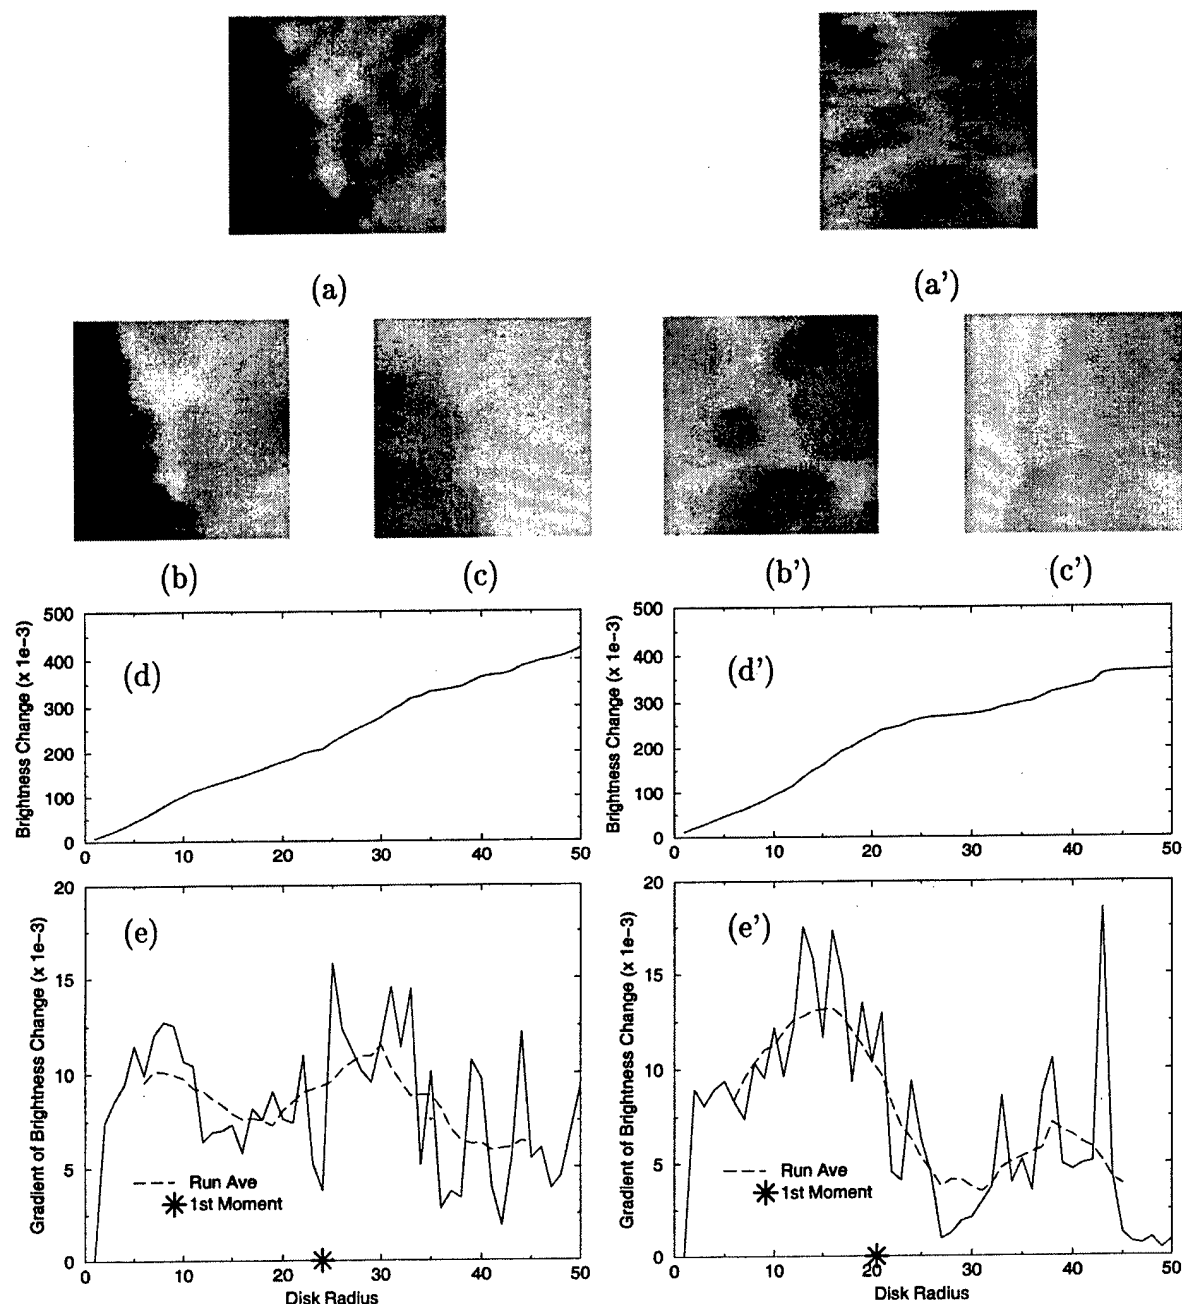 (a)
(a')
(b)
(c)
(b')
(c')
500
400
300
200
100
0
Brightness Change (x 1e-3)
(d)
0
10
20
30
40
50
500
400
300
200
100
0
Brightness Change (x 1e-3)
(d')
0
10
20
30
40
50
20
15
10
5
0
Gradient of Brightness Change (x 1e-3)
(e)
Run Ave
1st Moment
0
10
20
30
40
50
Disk Radius
20
15
10
5
0
Gradient of Brightness Change (x 1e-3)
(e')
Run Ave
1st Moment
0
10
20
30
40
50
Disk Radius